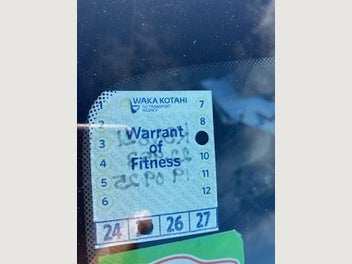 WAKA KOTAHI
NZ TRANSPORT
AGENCY
1 7
2 8
3
4 10
5 11
6 12
Warrant
of
Fitness
24 26 27